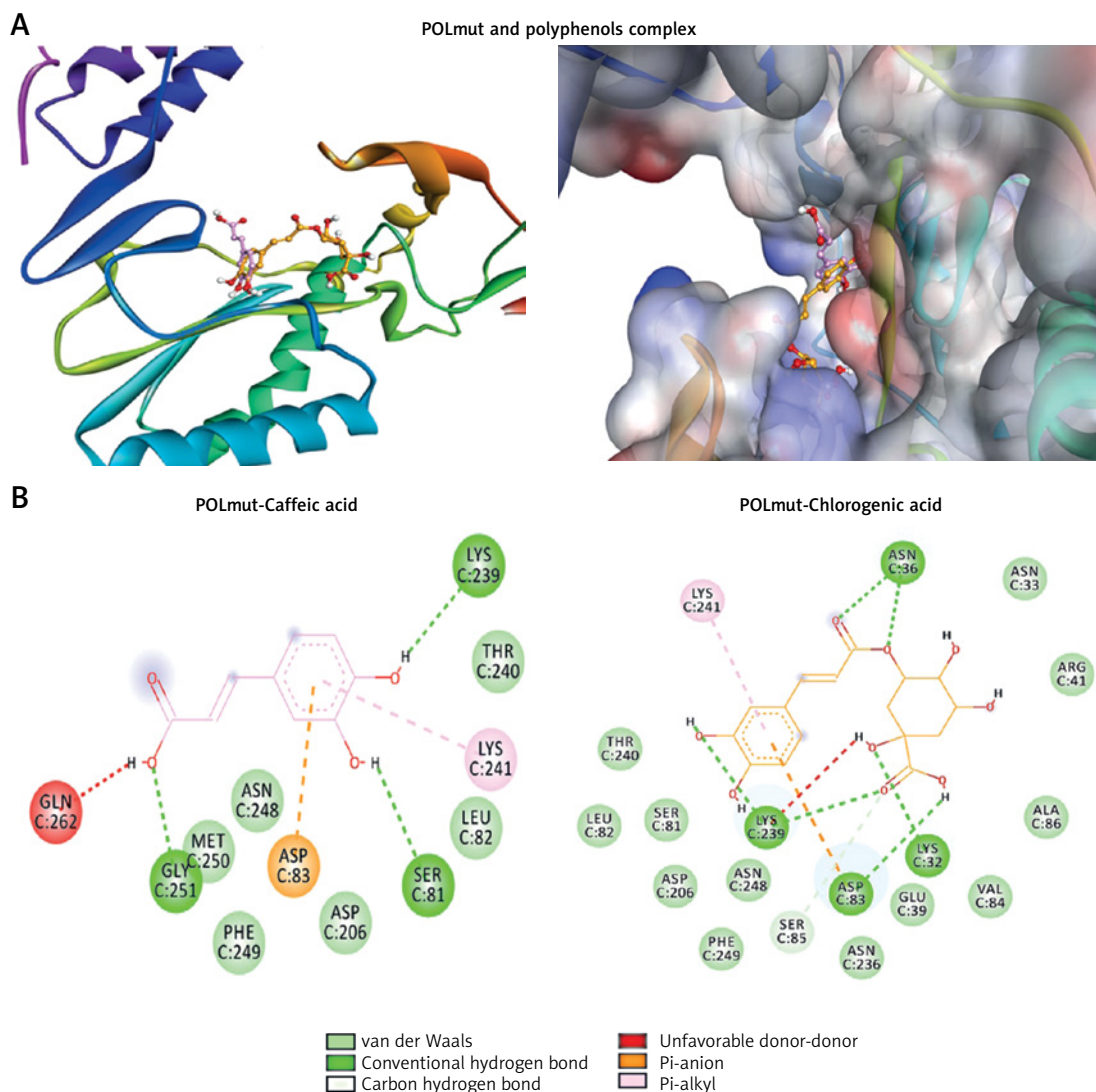 A
POLmut and polyphenols complex
B
POLmut-Caffeic acid
LYS
C:239
THR
C:240
LYS
C:241
LEU
C:82
SER
C:81
ASP
C:206
ASP
C:83
ASN
C:248
MET
C:250
GLY
C:251
PHE
C:249
GLN
C:262
O
H
O
O
H
O
H
POLmut-Chlorogenic acid
ASN
C:36
ASN
C:33
LYS
C:241
ARG
C:41
THR
C:240
LEU
C:82
SER
C:81
LYS
C:239
ALA
C:86
LYS
C:32
ASP
C:206
ASN
C:248
ASP
C:83
GLU
C:39
VAL
C:84
SER
C:85
PHE
C:249
ASN
C:236
O
O
H
O
H
O
H
O
H
O
O
H
O
H
O
van der Waals
Conventional hydrogen bond
Carbon hydrogen bond
Unfavorable donor-donor
Pi-anion
Pi-alkyl